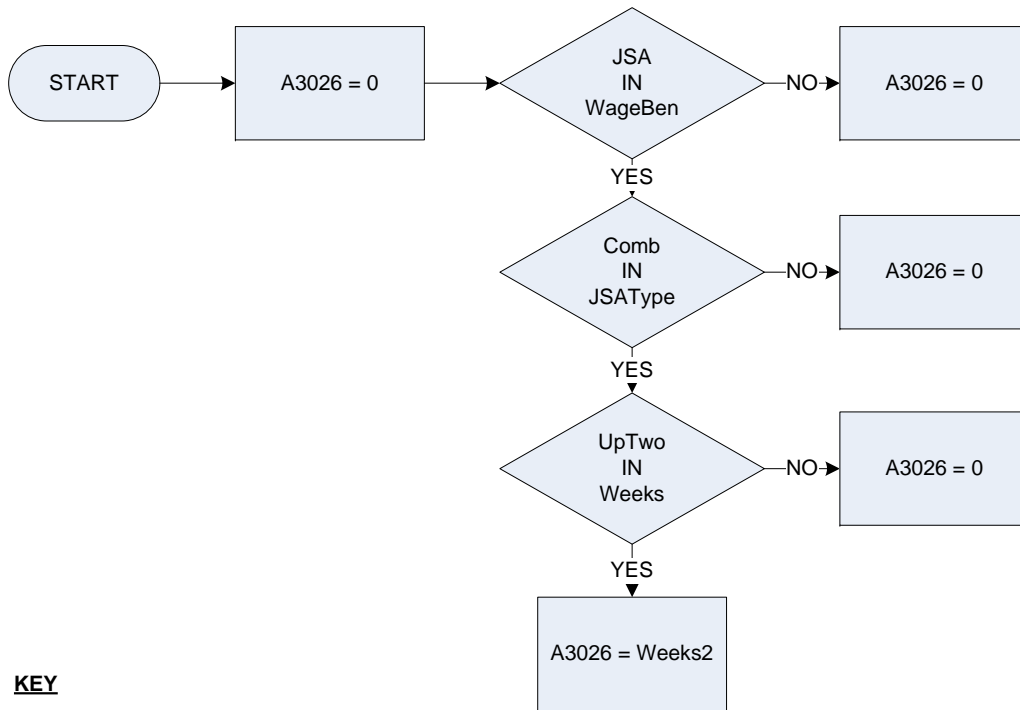 START
A3026 = 0
JSA
IN
WageBen
NO
A3026 = 0
YES
Comb
IN
JSAType
NO
A3026 = 0
YES
UpTwo
IN
Weeks
NO
A3026 = 0
YES
A3026 = Weeks2
KEY